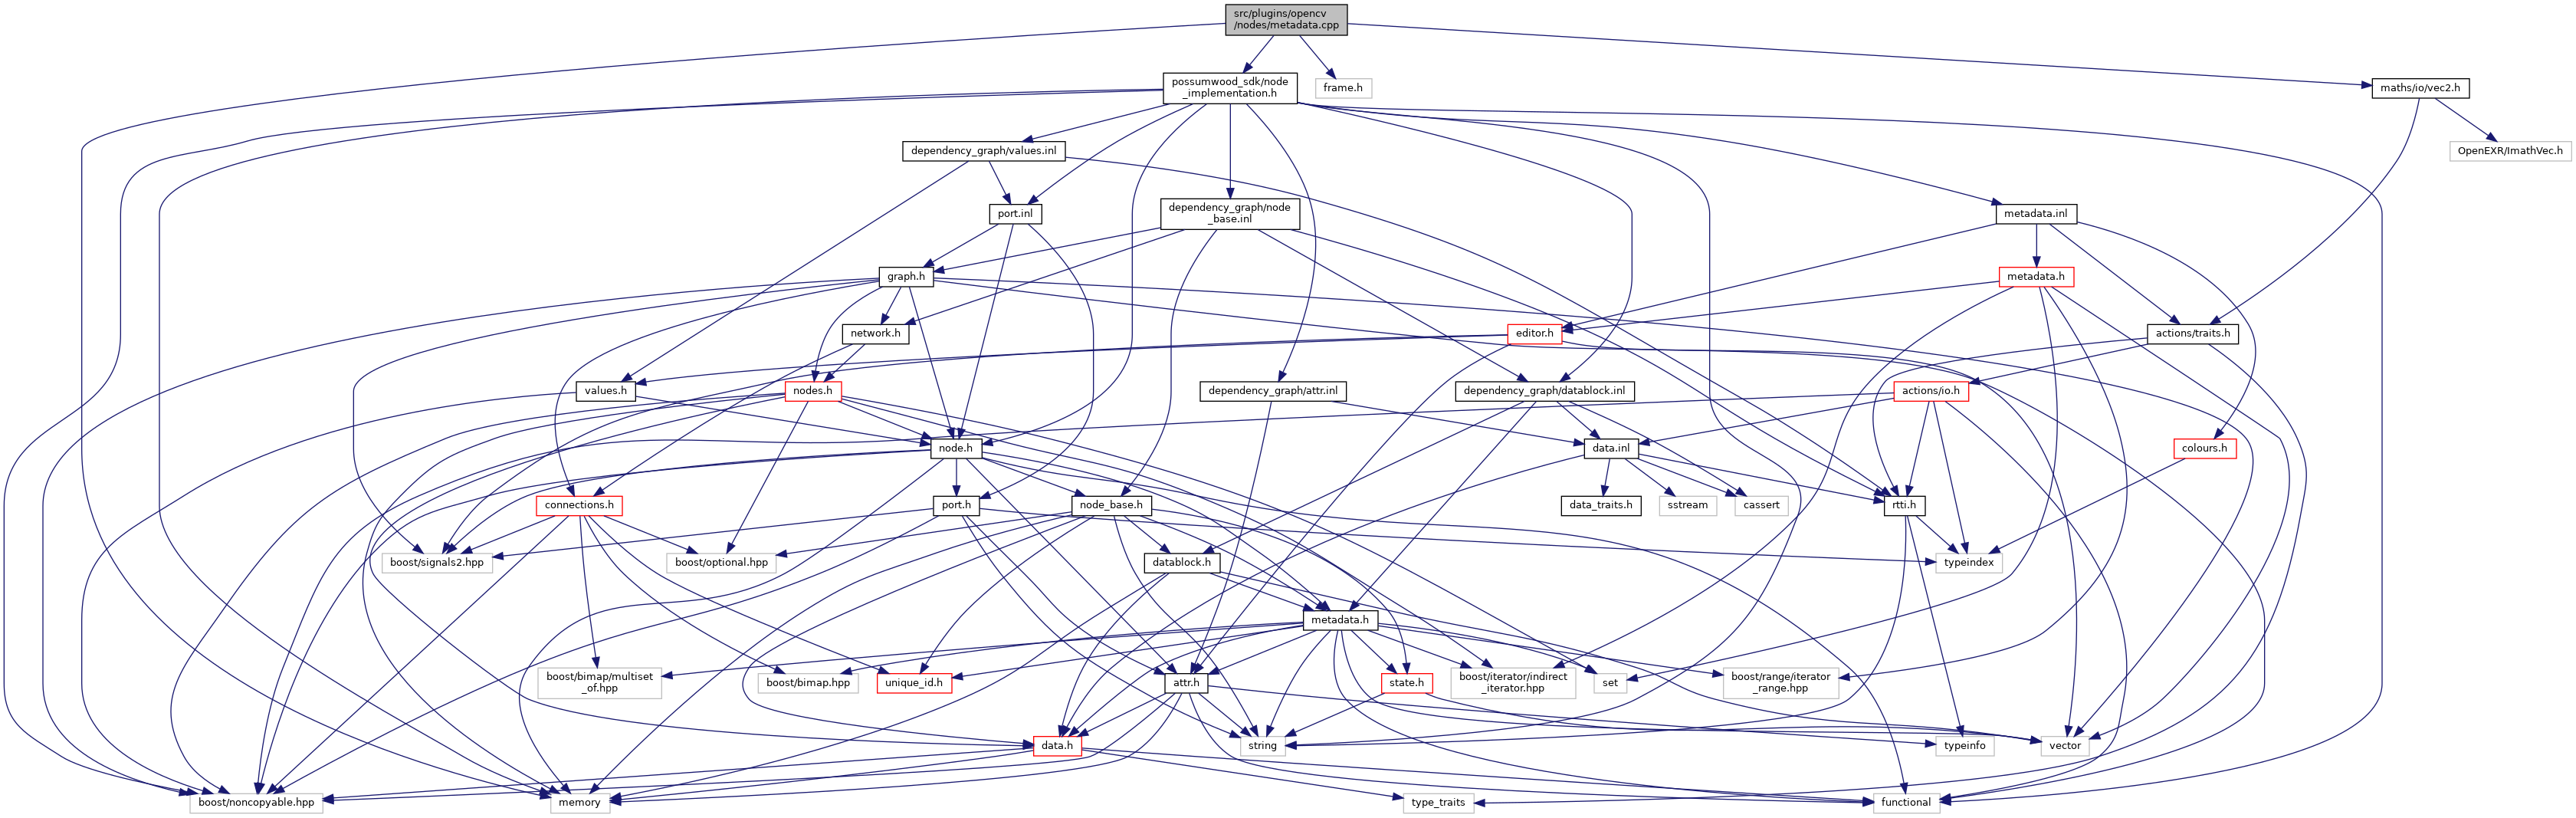 src/plugins/opencv
/nodes/metadata.cpp
possumwood_sdk/node
_implementation.h
frame.h
maths/io/vec2.h
dependency_graph/values.inl
OpenEXR/ImathVec.h
port.inl
dependency_graph/node
_base.inl
metadata.inl
graph.h
metadata.h
network.h
editor.h
actions/traits.h
values.h
nodes.h
dependency_graph/attr.inl
dependency_graph/datablock.inl
actions/io.h
node.h
data.inl
colours.h
connections.h
port.h
node_base.h
data_traits.h
sstream
cassert
rtti.h
boost/signals2.hpp
boost/optional.hpp
datablock.h
typeindex
metadata.h
boost/bimap/multiset
_of.hpp
boost/bimap.hpp
unique_id.h
attr.h
state.h
boost/iterator/indirect
_iterator.hpp
set
boost/range/iterator
_range.hpp
data.h
string
typeinfo
vector
boost/noncopyable.hpp
memory
type_traits
functional